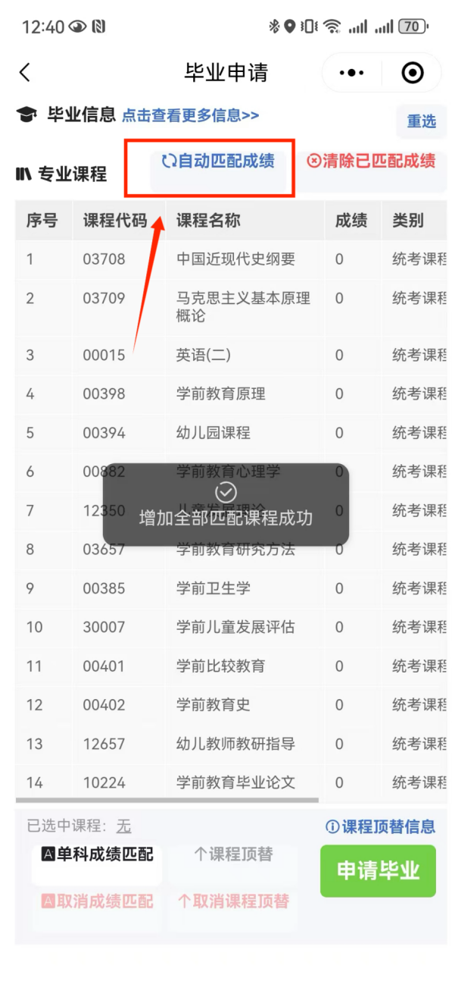 12:40
70
毕业申请
毕业信息 点击查看更多信息>>
重选
专业课程
自动匹配成绩
清除已匹配成绩
序号 课程代码 课程名称 成绩 类别
1 03708 中国近现代史纲要 0 统考课程
2 03709 马克思主义基本原理 0 统考课程
概论
3 00015 英语(二) 0 统考课程
4 00398 学前教育原理 0 统考课程
5 00394 幼儿园课程 0 统考课程
6 00882 学前教育心理学 0 统考课程
7 12350 儿童发展理论 0 统考课程
增加全部匹配课程成功
8 03657 学前教育研究方法 0 统考课程
9 00385 学前卫生学 0 统考课程
10 30007 学前儿童发展评估 0 统考课程
11 00401 学前比较教育 0 统考课程
12 00402 学前教育史 0 统考课程
13 12657 幼儿教师教研指导 0 统考课程
14 10224 学前教育毕业论文 0 统考课程
已选中课程: 无
课程顶替信息
A单科成绩匹配 个课程顶替
申请毕业
A取消成绩匹配 个取消课程顶替